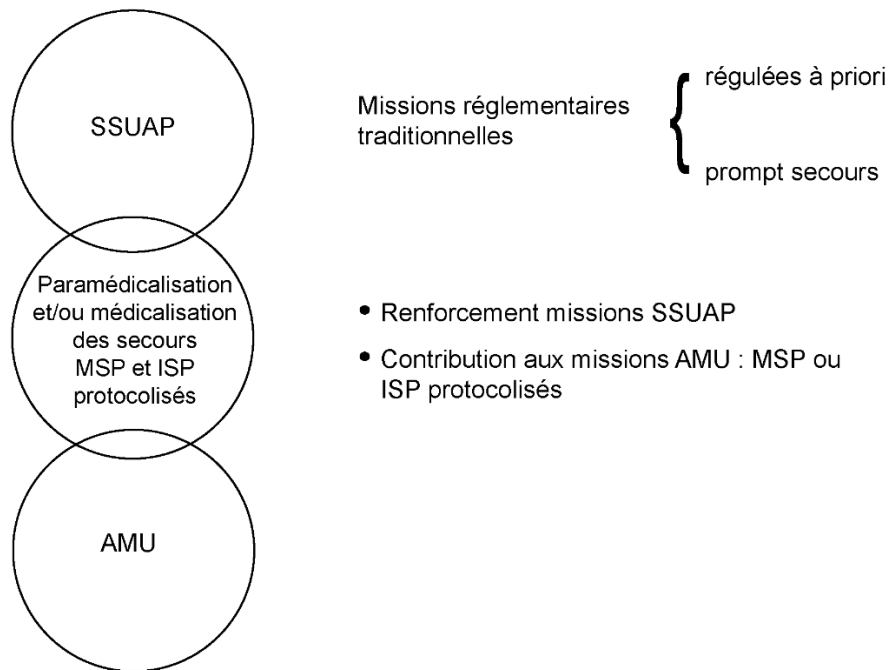 SSUAP
Missions réglementaires
traditionnelles
régulées à priori
prompt secours
Paramédicalisation
et/ou médicalisation
des secours
MSP et ISP
protocolisés
• Renforcement missions SSUAP
• Contribution aux missions AMU : MSP ou
ISP protocolisés
AMU